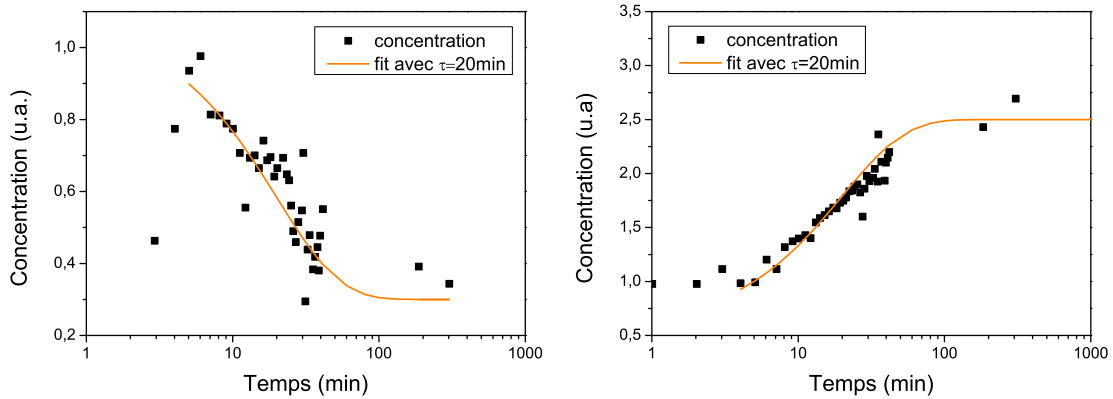 1,0
0,8
0,6
0,4
0,2
Concentration (u.a.)
concentration
fit avec τ=20min
1 10 100 1000
Temps (min)
3,5
3,0
2,5
2,0
1,5
1,0
0,5
Concentration (u.a)
concentration
fit avec τ=20min
1 10 100 1000
Temps (min)